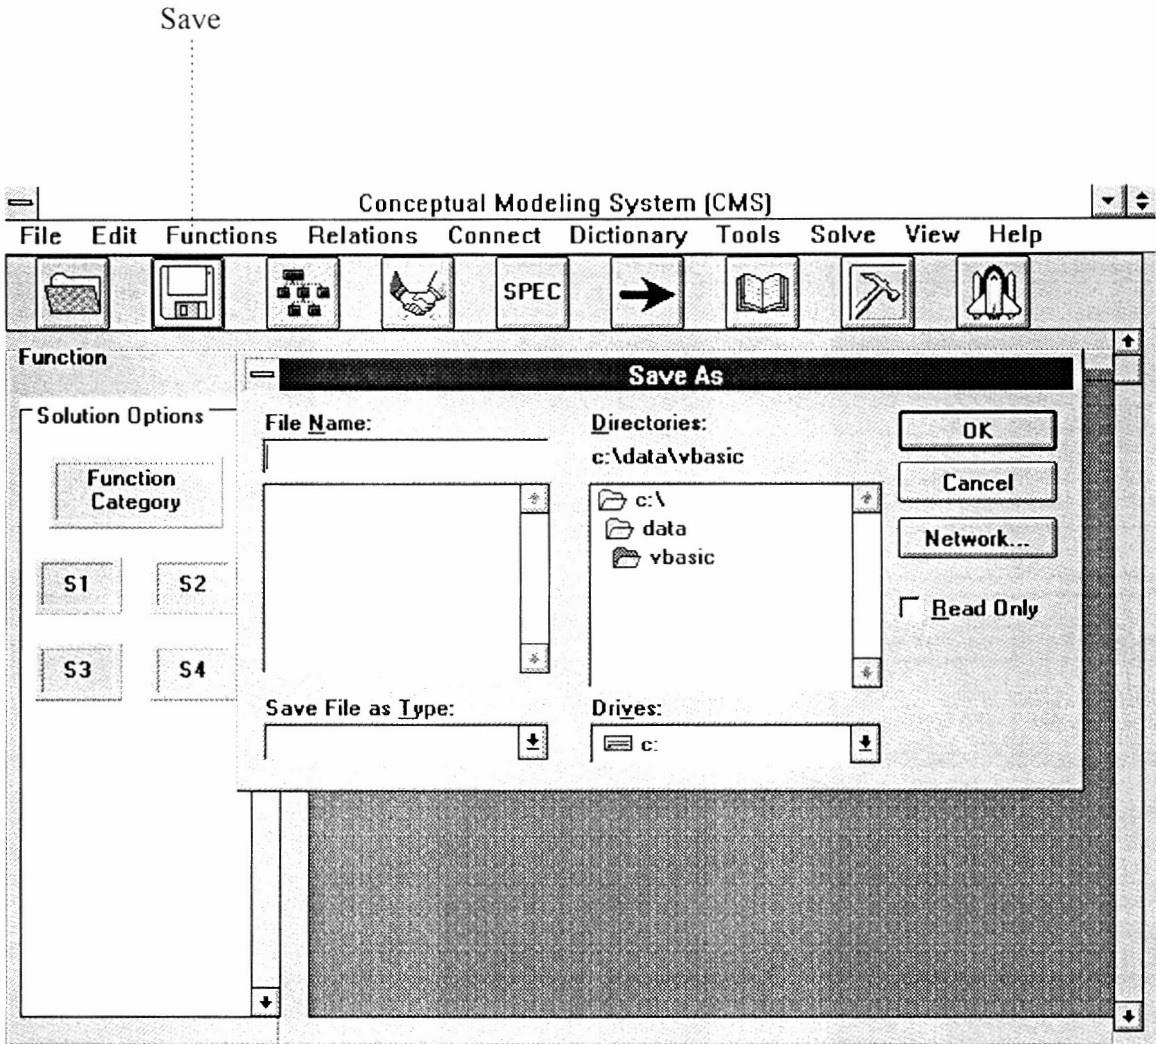 Save
Conceptual Modeling System (CMS)
File Edit Functions Relations Connect Dictionary Tools Solve View Help
SPEC
Function
Save As
Solution Options
Function
Category
S1 S2
S3 S4
File Name:
Directories:
c:\data\vbasic
c:\
data
vbasic
OK
Cancel
Network...
Read Only
Save File as Type:
Drives:
c: